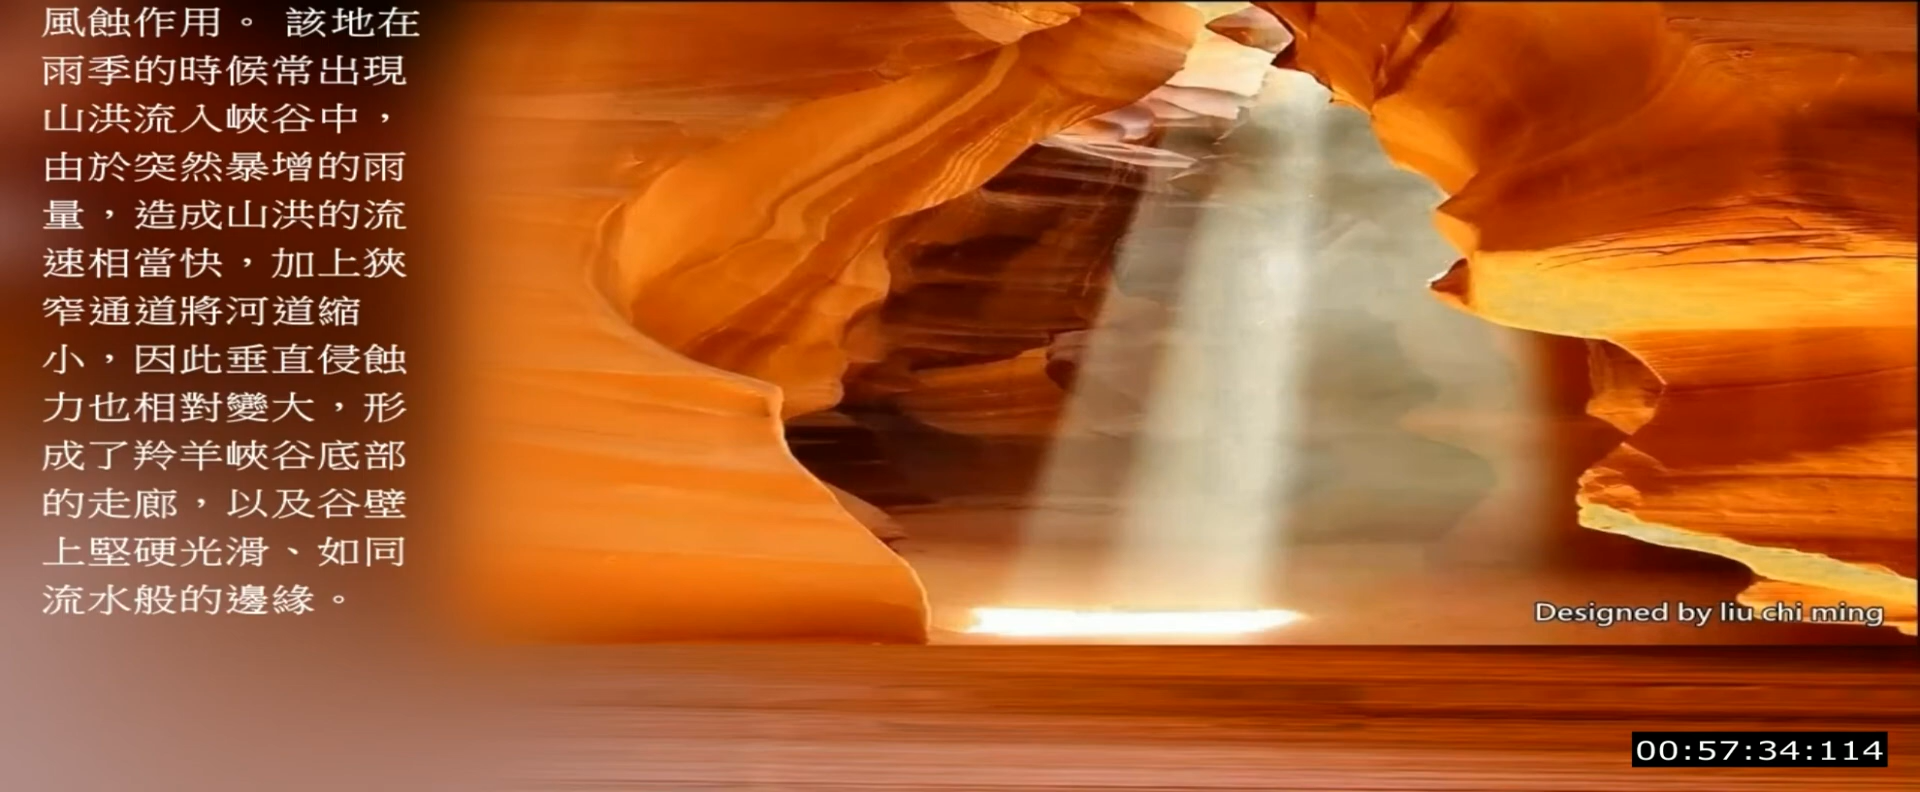 風蝕作用。 該地在
雨季的時候常出現
山洪流入峽谷中，
由於突然暴增的雨
量，造成山洪的流
速相當快，加上狹
窄通道將河道縮
小，因此垂直侵蝕
力也相對變大，形
成了羚羊峽谷底部
的走廊，以及谷壁
上堅硬光滑、如同
流水般的邊緣。
Designed by liu chi ming
00:57:34:114